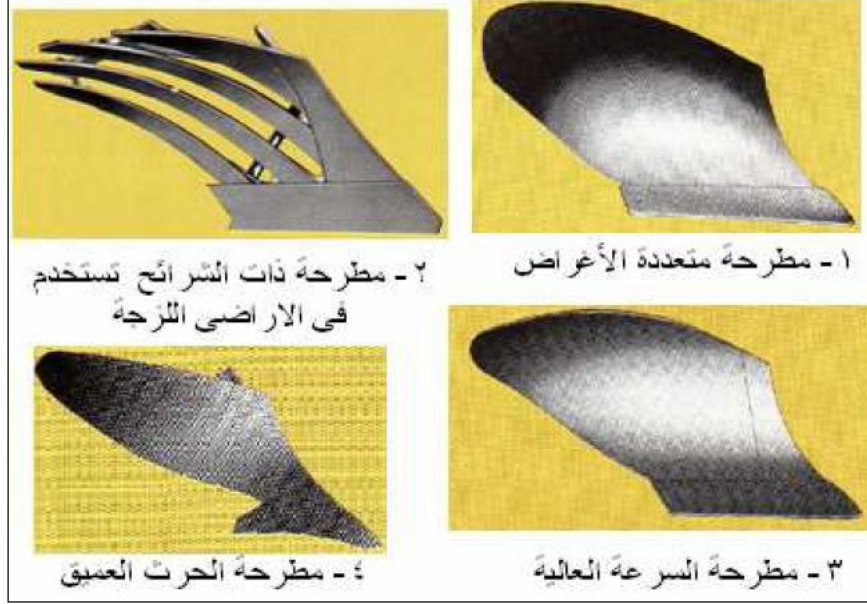 ١ - مطرحة متعددة الأغراض
٢ - مطرحة ذات الشرائح تستخدم
فى الاراضى اللزجة
٣ - مطرحة السرعة العالية
٤ - مطرحة الحرث العميق